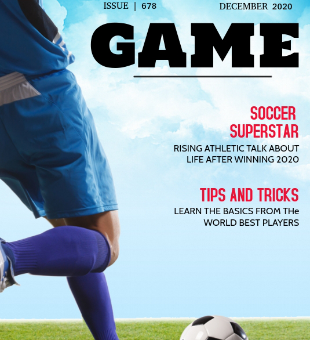 ISSUE | 678 DECEMBER 2020
GAME
SOCCER
SUPERSTAR
RISING ATHLETIC TALK ABOUT
LIFE AFTER WINNING 2020
TIPS AND TRICKS
LEARN THE BASICS FROM THe
WORLD BEST PLAYERS